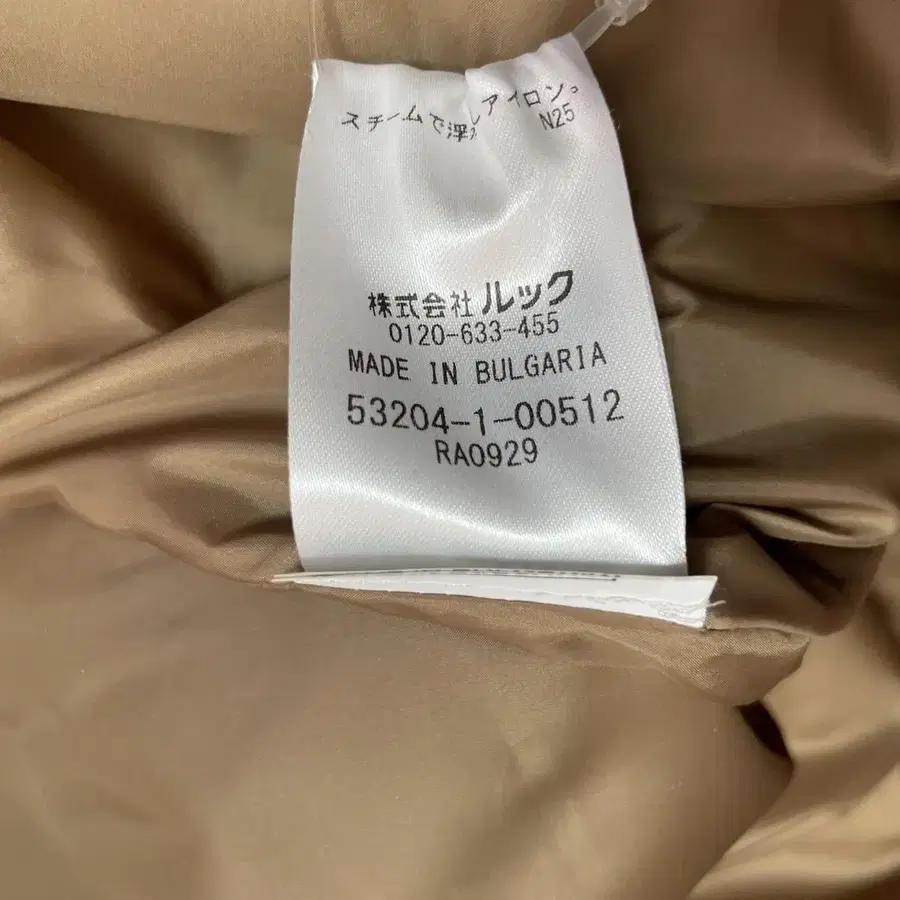 スチームで浮しアイロン。
N25
株式会社 ルック
0120-633-455
MADE IN BULGARIA
53204-1-00512
RA0929